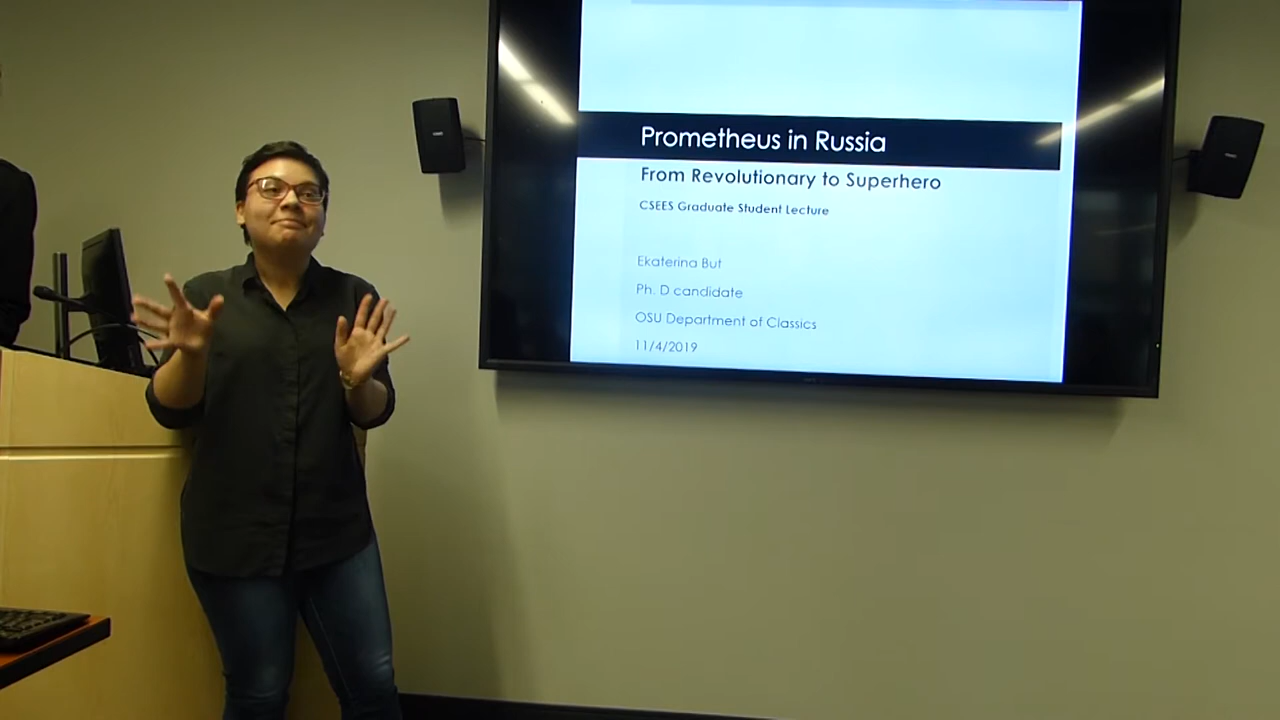 Prometheus in Russia
From Revolutionary to Superhero
CSEES Graduate Student Lecture
Ekaterina But
Ph. D candidate
OSU Department of Classics
11/4/2019